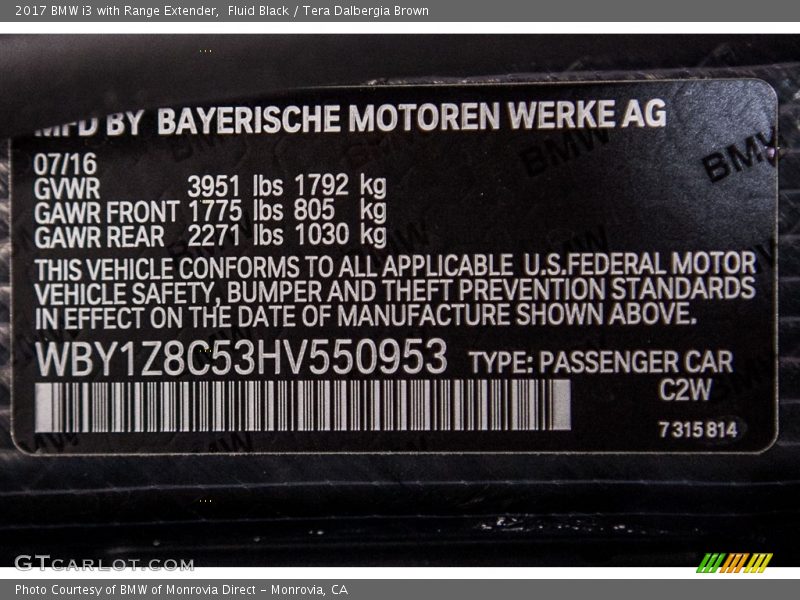 2017 BMW i3 with Range Extender,  Fluid Black / Tera Dalbergia Brown
MFD BY BAYERISCHE MOTOREN WERKE AG
07/16
GVWR 3951 lbs 1792 kg
GAWR FRONT 1775 lbs 805 kg
GAWR REAR 2271 lbs 1030 kg
THIS VEHICLE CONFORMS TO ALL APPLICABLE U.S.FEDERAL MOTOR
VEHICLE SAFETY, BUMPER AND THEFT PREVENTION STANDARDS
IN EFFECT ON THE DATE OF MANUFACTURE SHOWN ABOVE.
WBY1Z8C53HV550953 TYPE: PASSENGER CAR
C2W
7 315 814
BMW
GTCARLOT.COM
Photo Courtesy of BMW of Monrovia Direct - Monrovia, CA